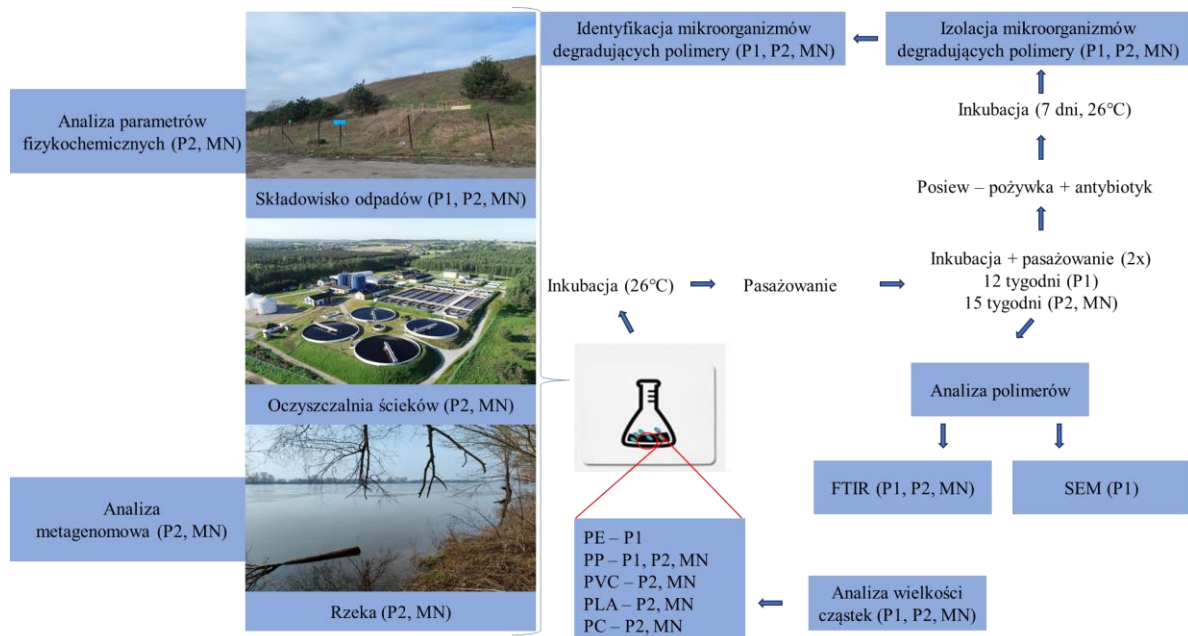 Identyfikacja mikroorganizmów
degradujących polimery (P1, P2, MN)
Izolacja mikroorganizmów
degradujących polimery (P1, P2, MN)
Inkubacja (7 dni, 26℃)
Analiza parametrów
fizykochemicznych (P2, MN)
Posiew – pożywka + antybiotyk
Składowisko odpadów (P1, P2, MN)
Inkubacja (26℃)
Pasażowanie
Inkubacja + pasażowanie (2x)
12 tygodni (P1)
15 tygodni (P2, MN)
Analiza polimerów
Oczyszczalnia ścieków (P2, MN)
FTIR (P1, P2, MN)
SEM (P1)
Analiza
metagenomowa (P2, MN)
PE – P1
PP – P1, P2, MN
PVC – P2, MN
PLA – P2, MN
PC – P2, MN
Analiza wielkości
cząstek (P1, P2, MN)
Rzeka (P2, MN)